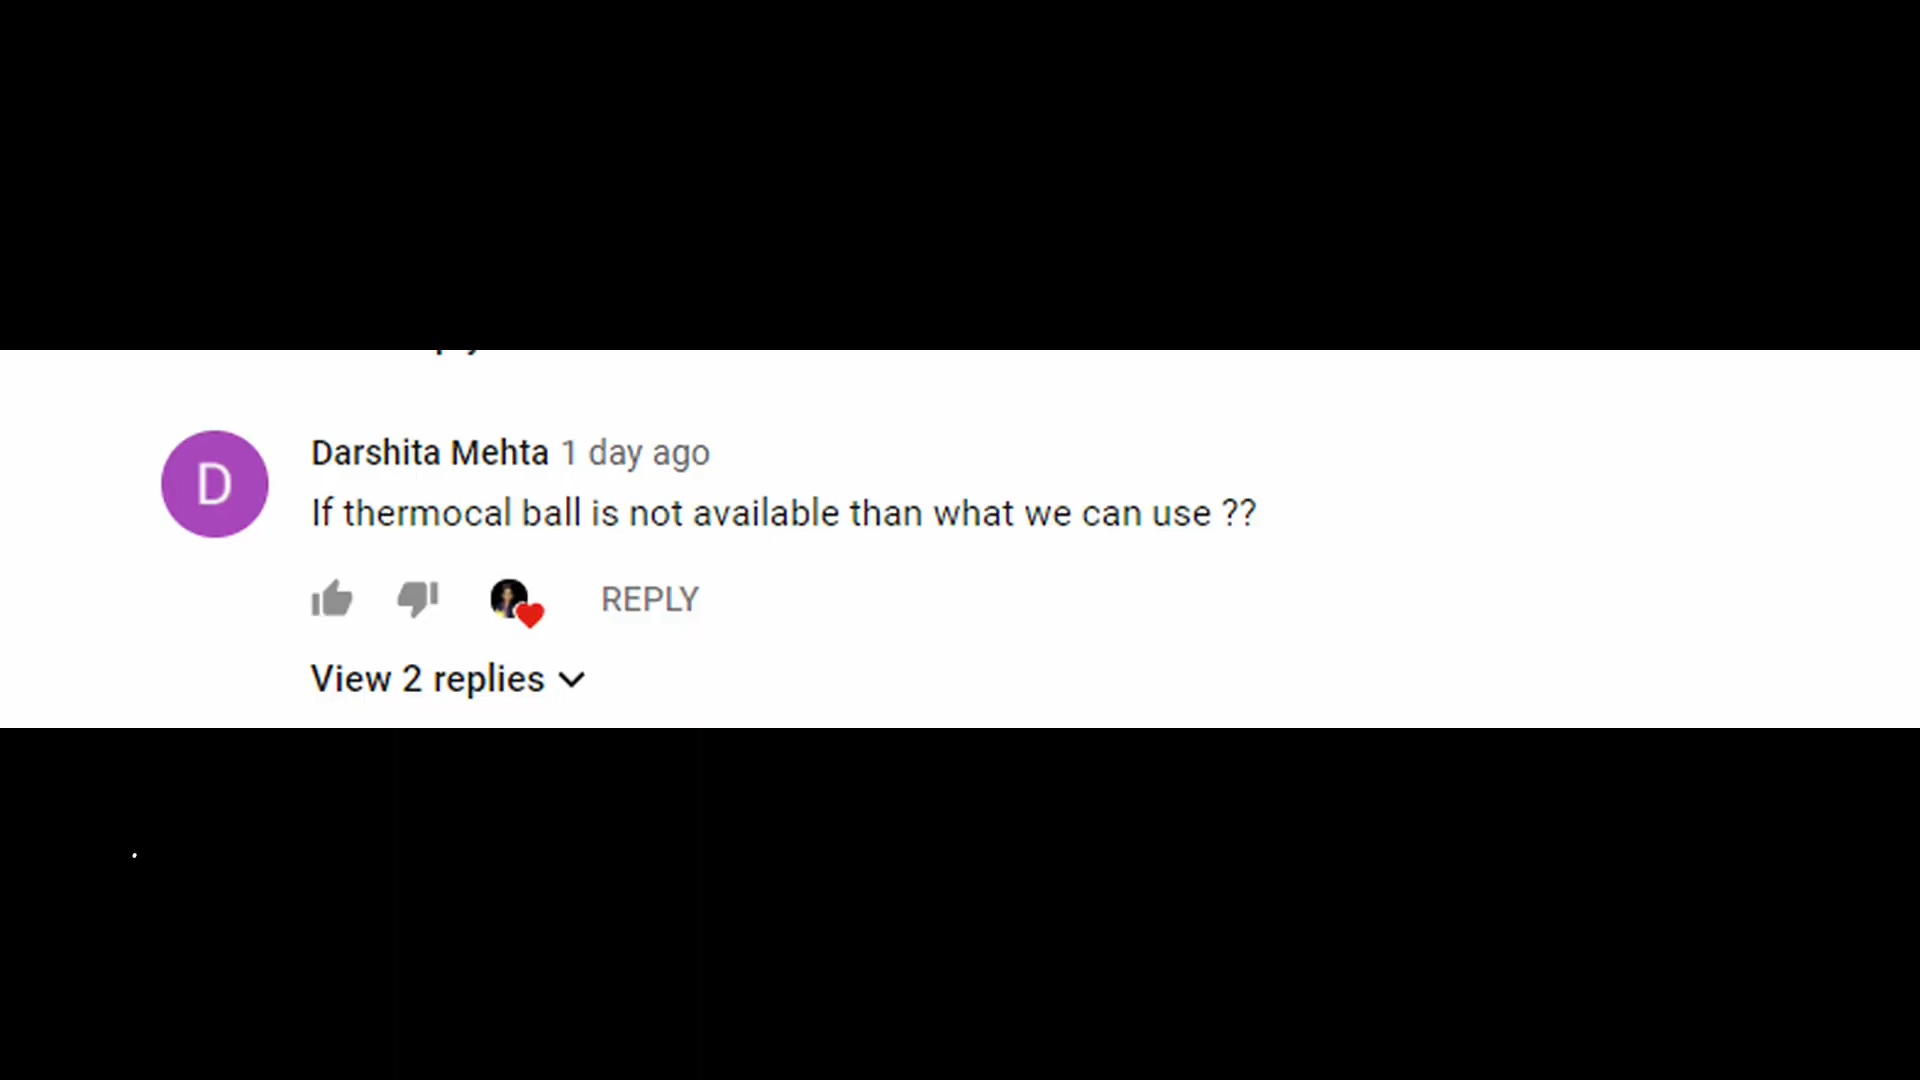 D
Darshita Mehta 1 day ago
If thermocal ball is not available than what we can use ??
REPLY
View 2 replies